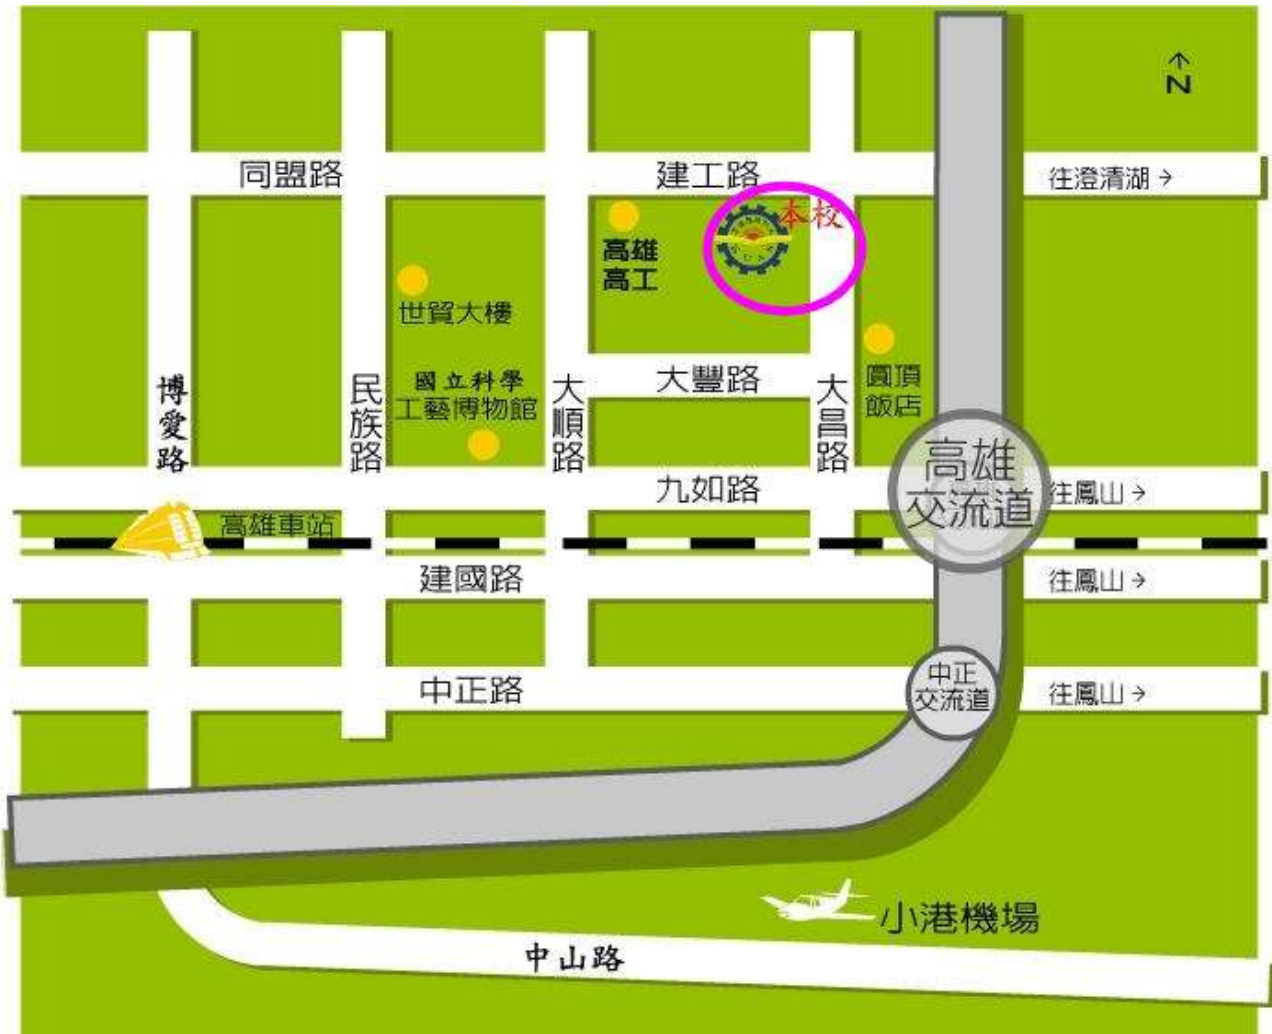 N
同盟路
建工路
往澄清湖→
本校
高雄
高工
世貿大樓
國立科學
工藝博物館
大豐路
圓頂
飯店
博愛路
民族路
大順路
大昌路
高雄
交流道
九如路
往鳳山→
高雄車站
建國路
往鳳山→
中正
交流道
中正路
往鳳山→
小港機場
中山路